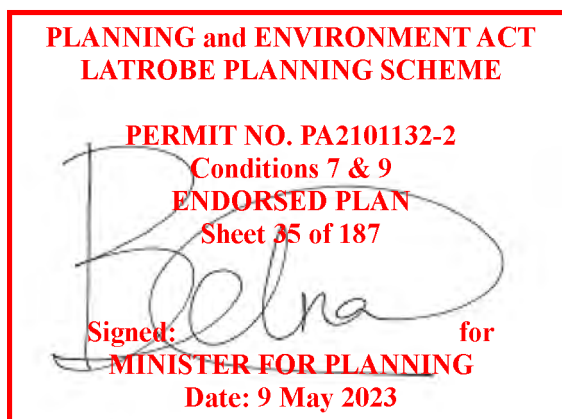 PLANNING and ENVIRONMENT ACT
LATROBE PLANNING SCHEME
PERMIT NO. PA2101132-2
Conditions 7 & 9
ENDORSED PLAN
Sheet 35 of 187
Signed: for
MINISTER FOR PLANNING
Date: 9 May 2023